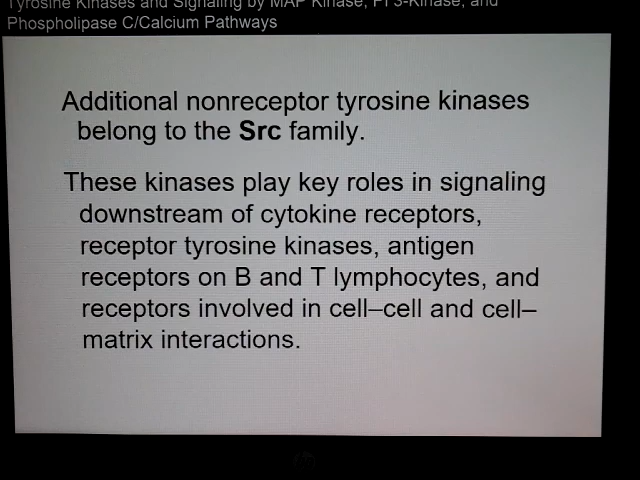 Tyrosine Kinases and Signaling by MAP Kinase, PI 3-Kinase, and
Phospholipase C/Calcium Pathways
Additional nonreceptor tyrosine kinases
belong to the Src family.
These kinases play key roles in signaling
downstream of cytokine receptors,
receptor tyrosine kinases, antigen
receptors on B and T lymphocytes, and
receptors involved in cell–cell and cell–
matrix interactions.